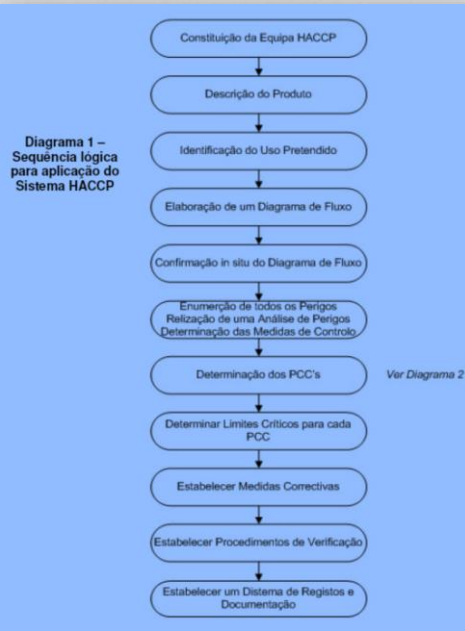 Constituição da Equipa HACCP
Descrição do Produto
Diagrama 1 –
Sequência lógica
para aplicação do
Sistema HACCP
Identificação do Uso Pretendido
Elaboração de um Diagrama de Fluxo
Confirmação in situ do Diagrama de Fluxo
Enumerção de todos os Perigos
Relização de uma Análise de Perigos
Determinação das Medidas de Controlo
Determinação dos PCC's
Ver Diagrama 2
Determinar Limites Críticos para cada
PCC
Estabelecer Medidas Correctivas
Estabelecer Procedimentos de Verificação
Estabelecer um Distema de Registos e
Documentação